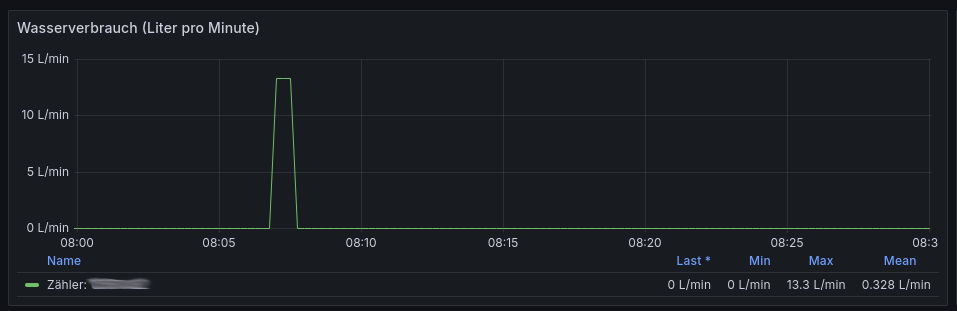 Wasserverbrauch (Liter pro Minute)
15 L/min
10 L/min
5 L/min
0 L/min
08:00 08:05 08:10 08:15 08:20 08:25 08:3
Name Last * Min Max Mean
Zähler: 0 L/min 0 L/min 13.3 L/min 0.328 L/min